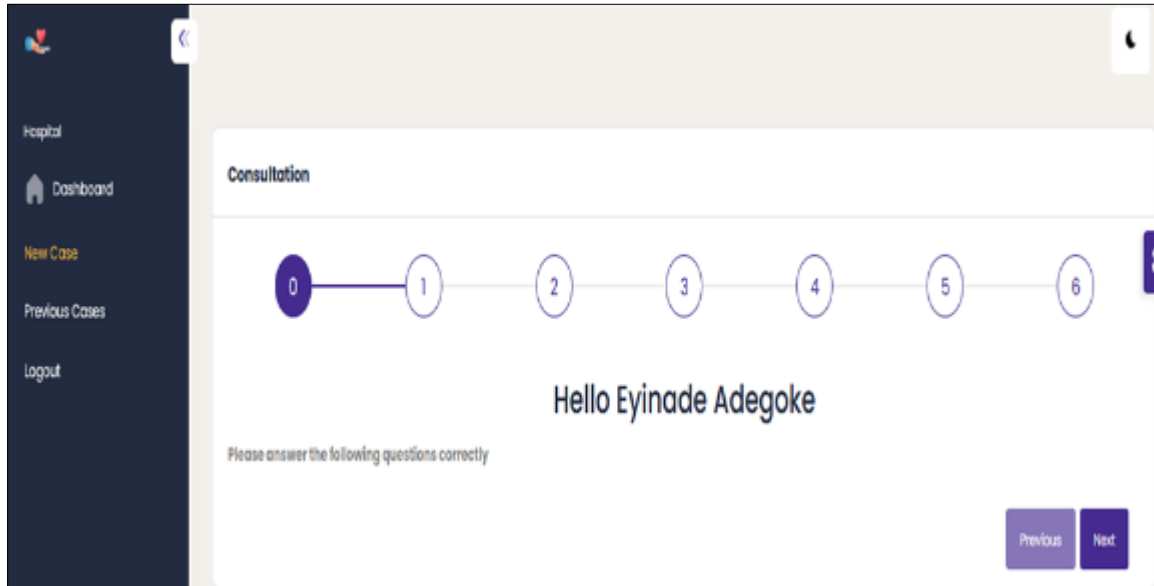 Hospital
Dashboard
New Case
Previous Cases
Logout
Consultation
0 1 2 3 4 5 6
Hello Eyinade Adegoke
Please answer the following questions correctly
Previous Next